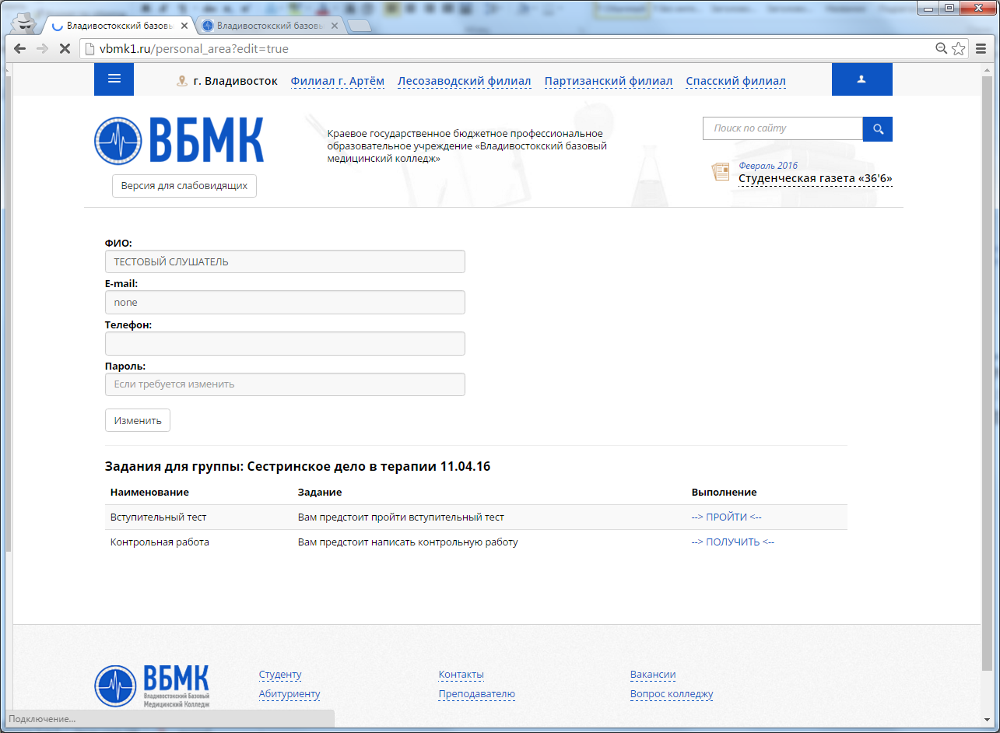 Владивостокский базовы
Владивостокский базовы
vbmk1.ru/personal_area?edit=true
г. Владивосток Филиал г. Артём Лесозаводский филиал Партизанский филиал Спасский филиал
ВБМК
Версия для слабовидящих
Краевое государственное бюджетное профессиональное
образовательное учреждение «Владивостокский базовый
медицинский колледж»
Поиск по сайту
Февраль 2016
Студенческая газета «36'6»
ФИО:
ТЕСТОВЫЙ СЛУШАТЕЛЬ
E-mail:
none
Телефон:
Пароль:
Если требуется изменить
Изменить
Задания для группы: Сестринское дело в терапии 11.04.16
Наименование Задание Выполнение
Вступительный тест Вам предстоит пройти вступительный тест --> ПРОЙТИ <--
Контрольная работа Вам предстоит написать контрольную работу --> ПОЛУЧИТЬ <--
ВБМК
Владивостокский Базовый
Медицинский Колледж
Студенту Контакты Вакансии
Абитуриенту Преподавателю Вопрос колледжу
Подключение...